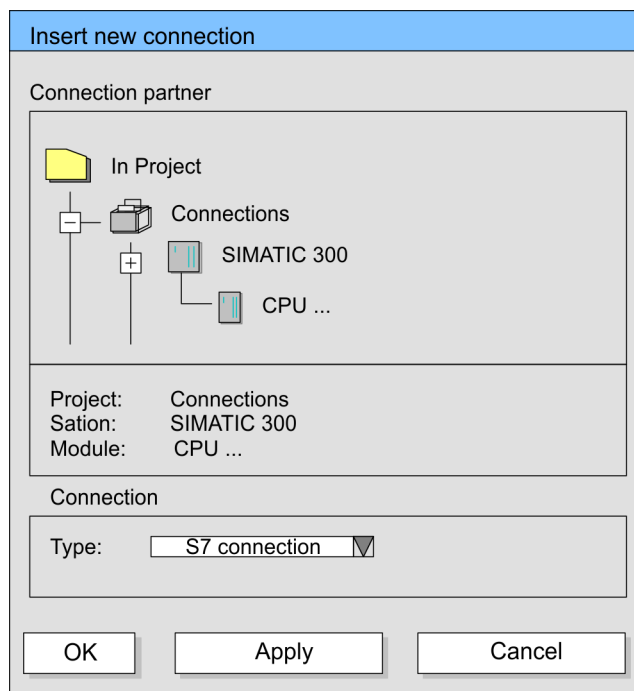 Insert new connection
Connection partner
In Project
Connections
SIMATIC 300
CPU ...
Project: Connections
Sation: SIMATIC 300
Module: CPU ...
Connection
Type: S7 connection
OK Apply Cancel